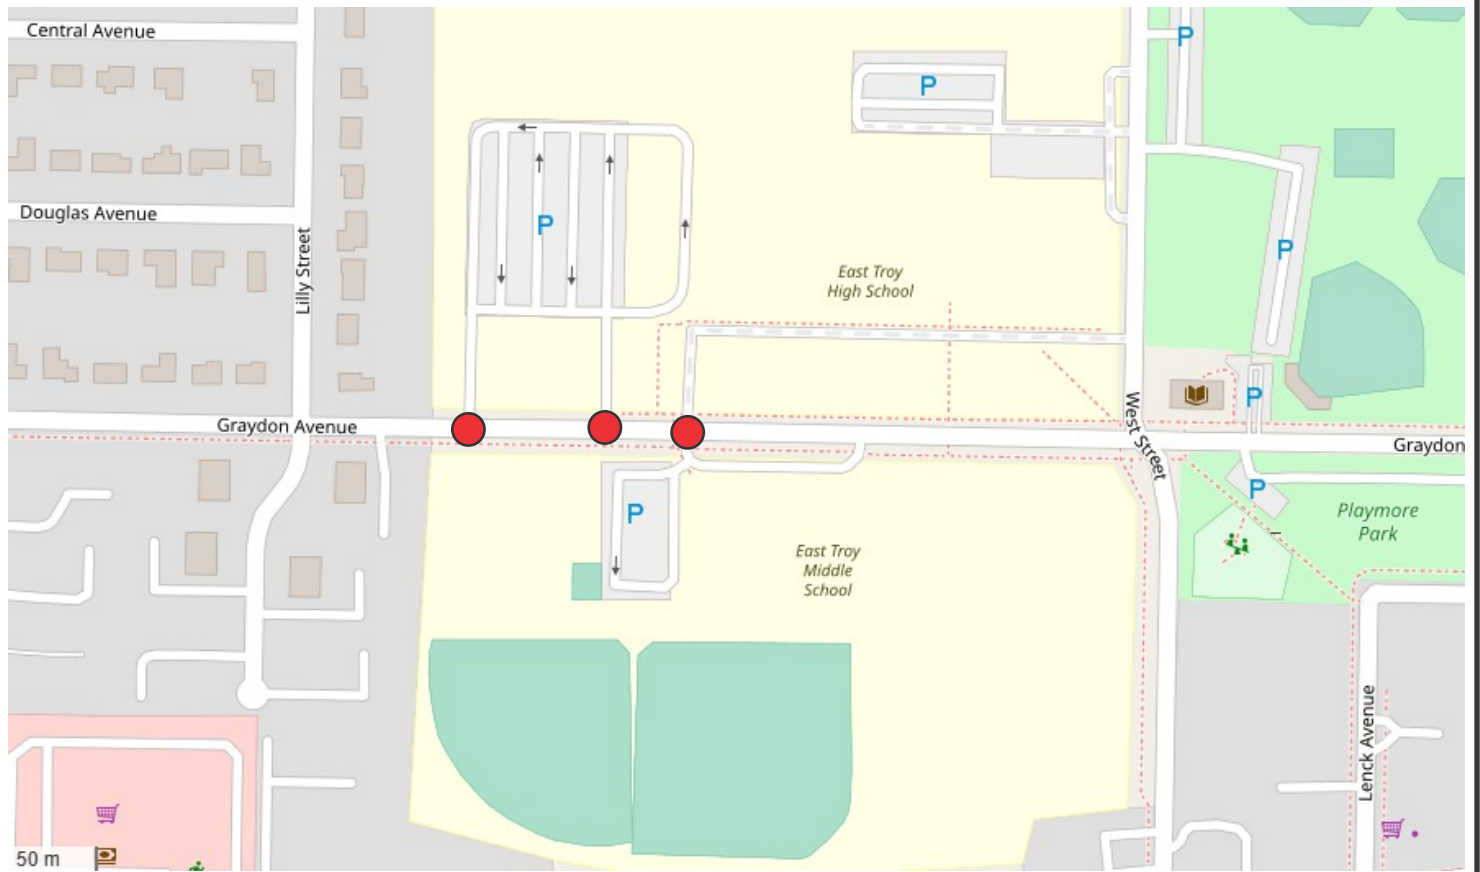 Central Avenue
P
P
Douglas Avenue
P
Lilly Street
P
East Troy
High School
West Street
P
Graydon Avenue
Graydon
P
P
Playmore
Park
East Troy
Middle
School
Lenck Avenue
50 m